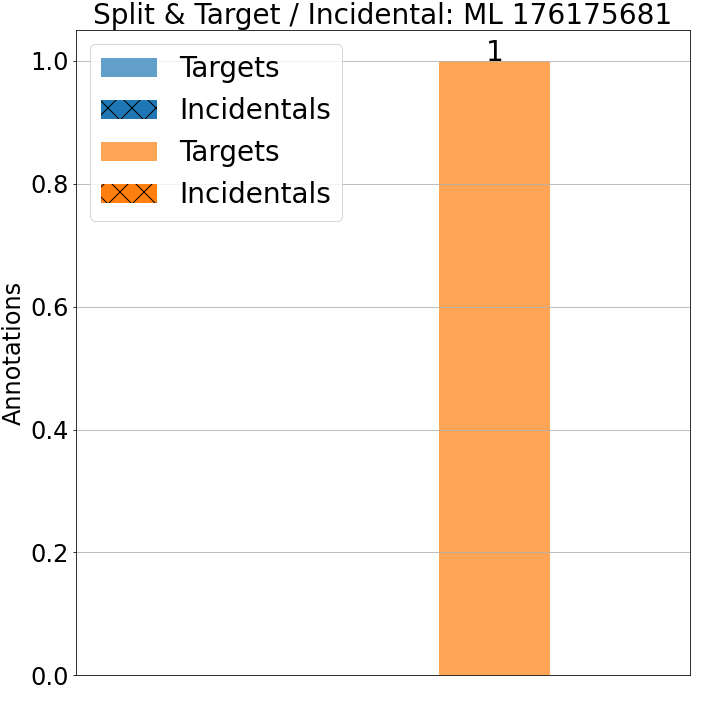 Split & Target / Incidental: ML 176175681
1
Targets
Incidentals
Targets
Incidentals
Annotations
1.0
0.8
0.6
0.4
0.2
0.0